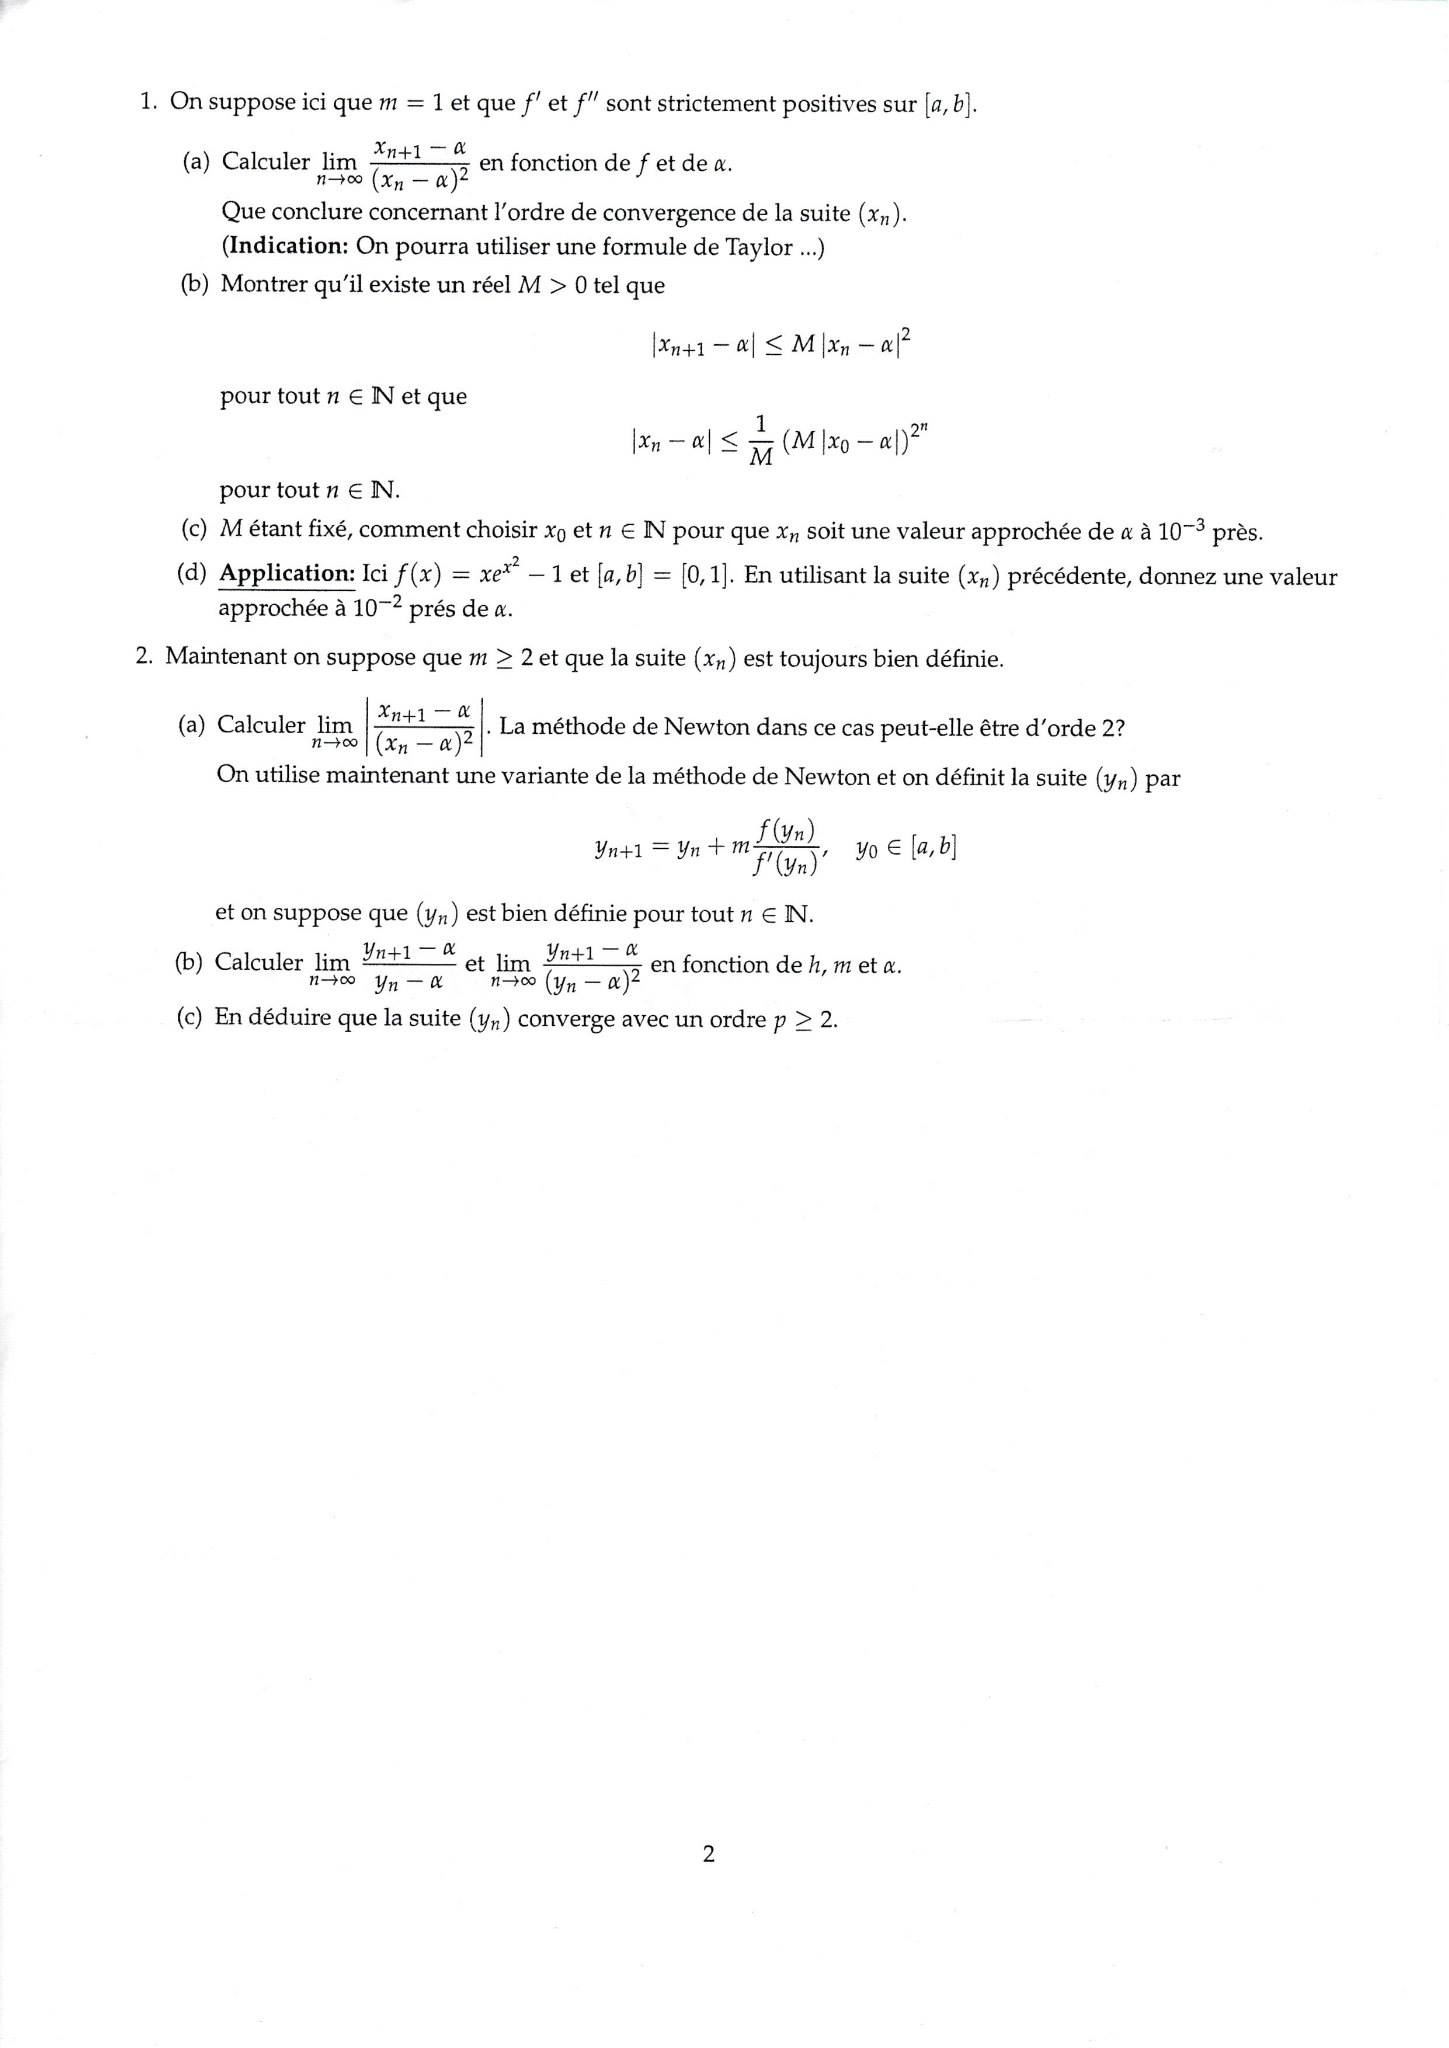 1. On suppose ici que $m = 1$ et que $f'$ et $f''$ sont strictement positives sur $[a, b]$.
(a) Calculer $\lim_{n \to \infty} \frac{x_{n+1} - \alpha}{(x_n - \alpha)^2}$ en fonction de $f$ et de $\alpha$.
Que conclure concernant l'ordre de convergence de la suite $(x_n)$.
(Indication: On pourra utiliser une formule de Taylor ...)
(b) Montrer qu'il existe un réel $M > 0$ tel que
$|x_{n+1} - \alpha| \leq M |x_n - \alpha|^2$
pour tout $n \in \mathbb{N}$ et que
$|x_n - \alpha| \leq \frac{1}{M} (M |x_0 - \alpha|)^{2^n}$
pour tout $n \in \mathbb{N}$.
(c) $M$ étant fixé, comment choisir $x_0$ et $n \in \mathbb{N}$ pour que $x_n$ soit une valeur approchée de $\alpha$ à $10^{-3}$ près.
(d) Application: Ici $f(x) = xe^{x^2} - 1$ et $[a, b] = [0, 1]$. En utilisant la suite $(x_n)$ précédente, donnez une valeur
approchée à $10^{-2}$ prés de $\alpha$.
2. Maintenant on suppose que $m \geq 2$ et que la suite $(x_n)$ est toujours bien définie.
(a) Calculer $\lim_{n \to \infty} \left| \frac{x_{n+1} - \alpha}{(x_n - \alpha)^2} \right|$. La méthode de Newton dans ce cas peut-elle être d'orde 2?
On utilise maintenant une variante de la méthode de Newton et on définit la suite $(y_n)$ par
$y_{n+1} = y_n + m \frac{f(y_n)}{f'(y_n)}, \quad y_0 \in [a, b]$
et on suppose que $(y_n)$ est bien définie pour tout $n \in \mathbb{N}$.
(b) Calculer $\lim_{n \to \infty} \frac{y_{n+1} - \alpha}{y_n - \alpha}$ et $\lim_{n \to \infty} \frac{y_{n+1} - \alpha}{(y_n - \alpha)^2}$ en fonction de $h$, $m$ et $\alpha$.
(c) En déduire que la suite $(y_n)$ converge avec un ordre $p \geq 2$.
2